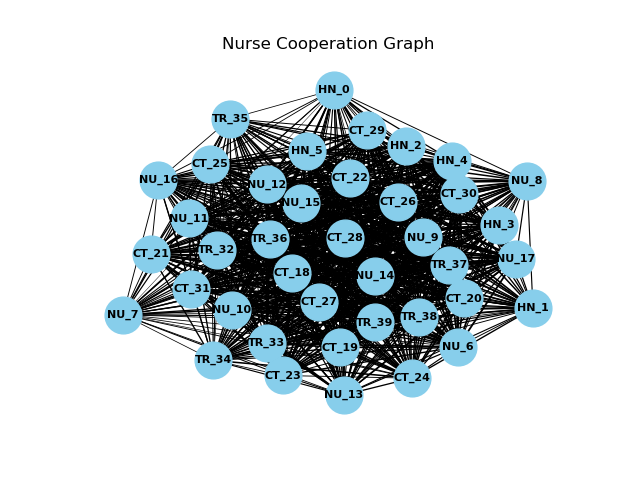 Nurse Cooperation Graph
HN_0
TR_35
CT_29
HN_2
HN_5
HN_4
CT_25
NU_16
CT_22
NU_8
NU_12
CT_30
NU_15
CT_26
NU_11
HN_3
TR_36
CT_28
NU_9
TR_32
CT_21
NU_17
TR_37
CT_18
NU_14
CT_31
CT_20
CT_27
HN_1
NU_10
NU_7
TR_38
TR_39
TR_33
CT_19
NU_6
TR_34
CT_23
CT_24
NU_13